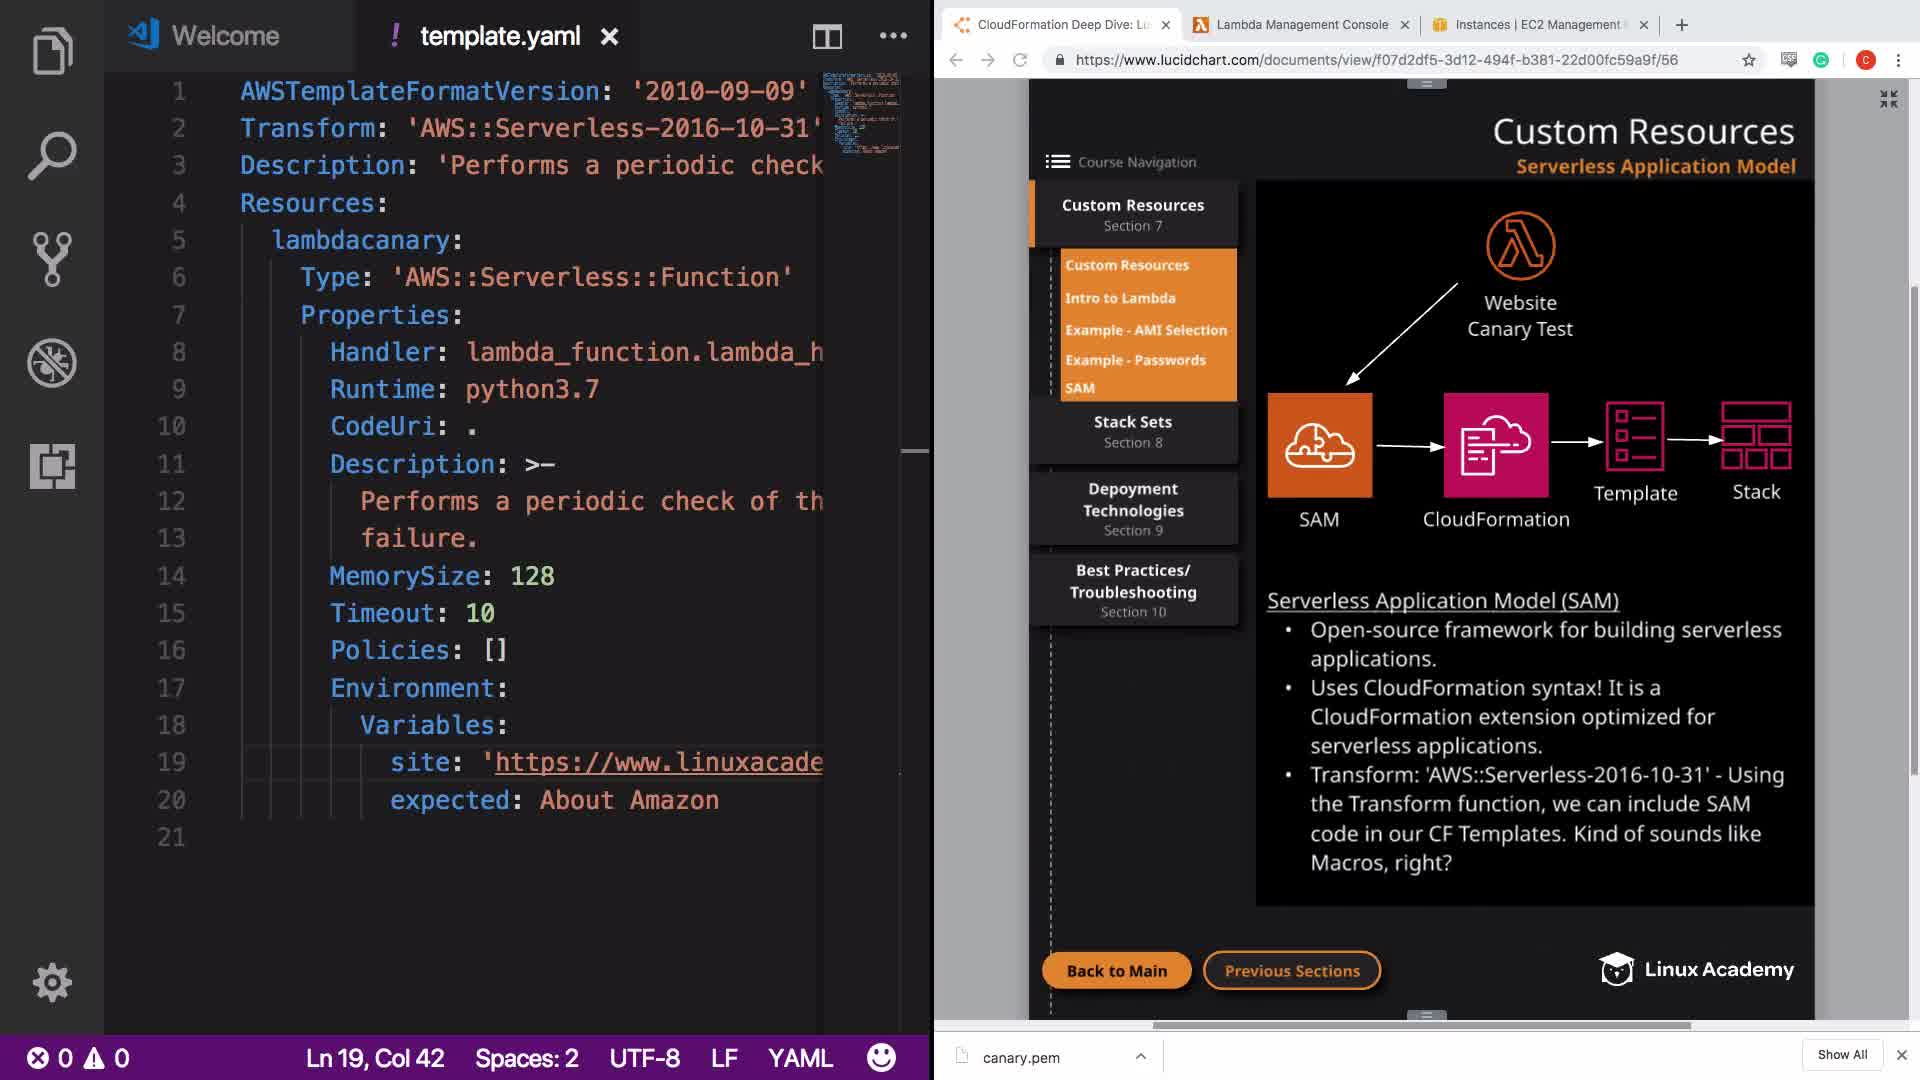 Welcome
template.yaml
1 AWSTemplateFormatVersion: '2010-09-09'
2 Transform: 'AWS::Serverless-2016-10-31'
3 Description: 'Performs a periodic check
4 Resources:
5 lambdacanary:
6 Type: 'AWS::Serverless::Function'
7 Properties:
8 Handler: lambda_function.lambda_h
9 Runtime: python3.7
10 CodeUri: .
11 Description: >-
12 Performs a periodic check of th
13 failure.
14 MemorySize: 128
15 Timeout: 10
16 Policies: []
17 Environment:
18 Variables:
19 site: 'https://www.linuxacade
20 expected: About Amazon
21
0 0 Ln 19, Col 42 Spaces: 2 UTF-8 LF YAML
CloudFormation Deep Dive: Lu
Lambda Management Console
Instances | EC2 Management
https://www.lucidchart.com/documents/view/f07d2df5-3d12-494f-b381-22d00fc59a9f/56
C
Custom Resources
Serverless Application Model
Course Navigation
Custom Resources
Section 7
Custom Resources
Intro to Lambda
Example - AMI Selection
Example - Passwords
SAM
Stack Sets
Section 8
Depoyment
Technologies
Section 9
Best Practices/
Troubleshooting
Section 10
Website
Canary Test
SAM
CloudFormation
Template
Stack
Serverless Application Model (SAM)
• Open-source framework for building serverless
applications.
• Uses CloudFormation syntax! It is a
CloudFormation extension optimized for
serverless applications.
• Transform: 'AWS::Serverless-2016-10-31' - Using
the Transform function, we can include SAM
code in our CF Templates. Kind of sounds like
Macros, right?
Back to Main
Previous Sections
Linux Academy
canary.pem
Show All